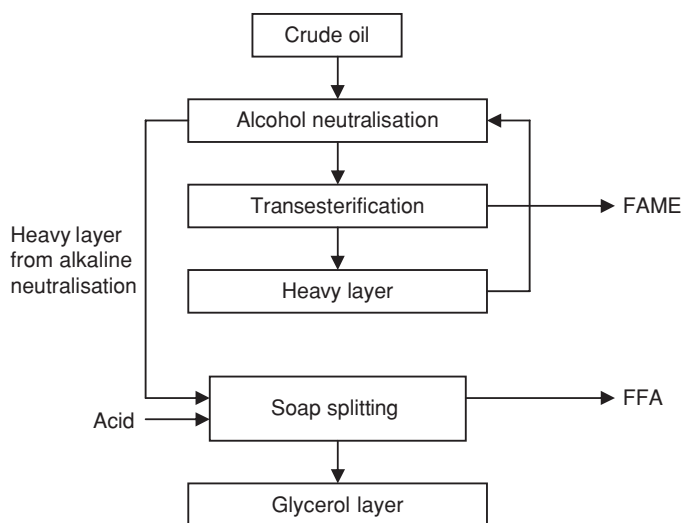 Crude oil
Alcohol neutralisation
Transesterification
FAME
Heavy layer
from alkaline
neutralisation
Heavy layer
Soap splitting
FFA
Acid
Glycerol layer